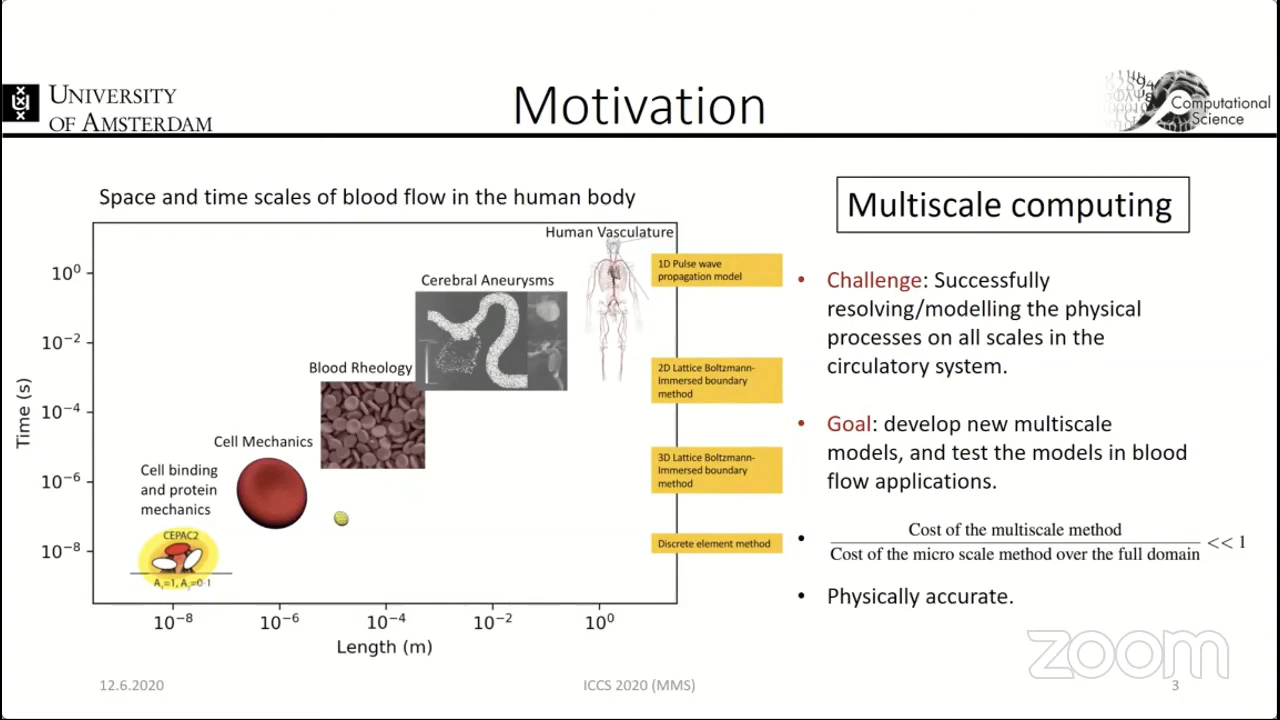 UNIVERSITY
OF AMSTERDAM
Motivation
Computational
Science
Space and time scales of blood flow in the human body
Multiscale computing
Human Vasculature
Cerebral Aneurysms
Blood Rheology
Cell Mechanics
Cell binding
and protein
mechanics
CEPAC2
A₁=1, A₂=0·1
1D Pulse wave
propagation model
2D Lattice Boltzmann-
Immersed boundary
method
3D Lattice Boltzmann-
Immersed boundary
method
Discrete element method
Time (s)
10⁰
10⁻²
10⁻⁴
10⁻⁶
10⁻⁸
10⁻⁸ 10⁻⁶ 10⁻⁴ 10⁻² 10⁰
Length (m)
• Challenge: Successfully
resolving/modelling the physical
processes on all scales in the
circulatory system.
• Goal: develop new multiscale
models, and test the models in blood
flow applications.
• Cost of the multiscale method
Cost of the micro scale method over the full domain << 1
• Physically accurate.
zoom
12.6.2020
ICCS 2020 (MMS)
3